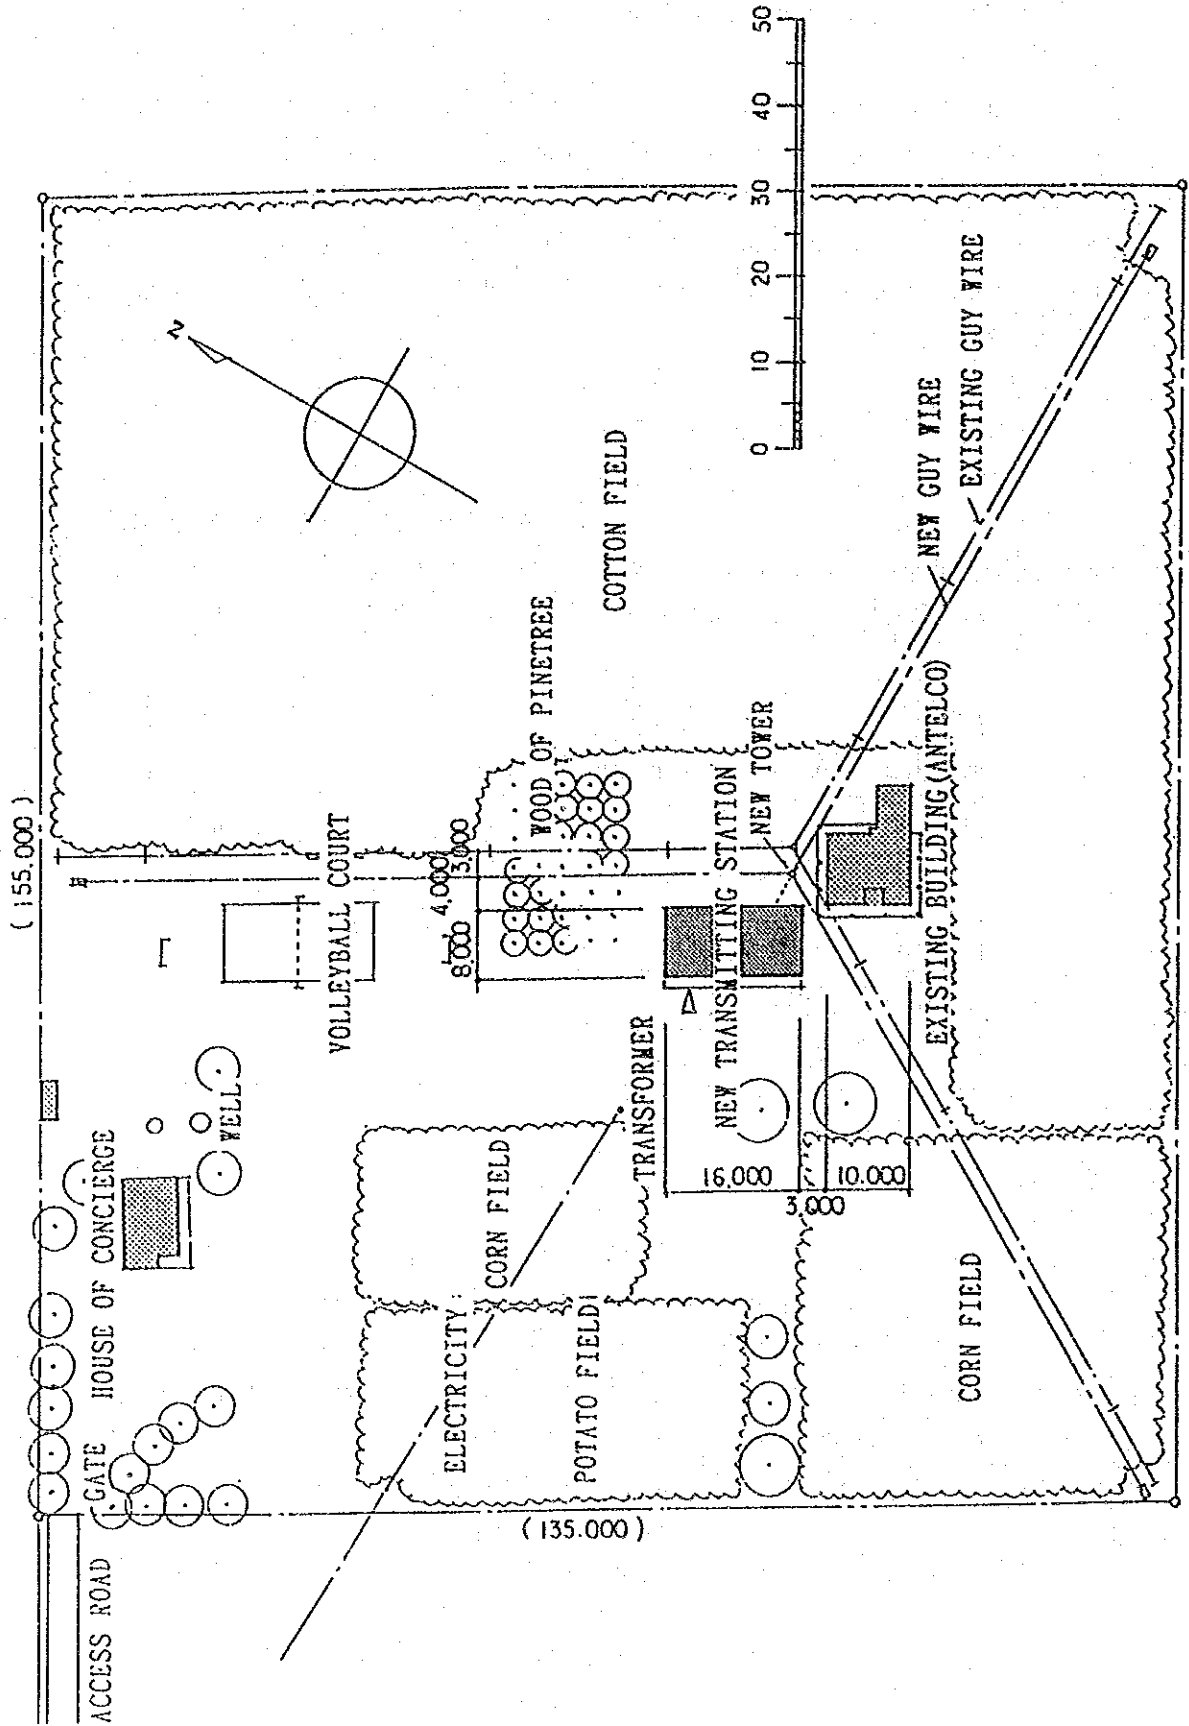 ( 155.000 )
N
0 10 20 30 40 50
COTTON FIELD
NEW GUY WIRE
EXISTING GUY WIRE
WOOD OF PINETREE
VOLLEYBALL COURT
8,000
4,000
3,000
NEW TRANSMITTING STATION
NEW TOWER
EXISTING BUILDING(ANTELCO)
WELL
TRANSFORMER
16,000
3,000
10.000
HOUSE OF CONCIERGE
CORN FIELD
ELECTRICITY
POTATO FIELD
CORN FIELD
GATE
( 135.000 )
ACCESS ROAD